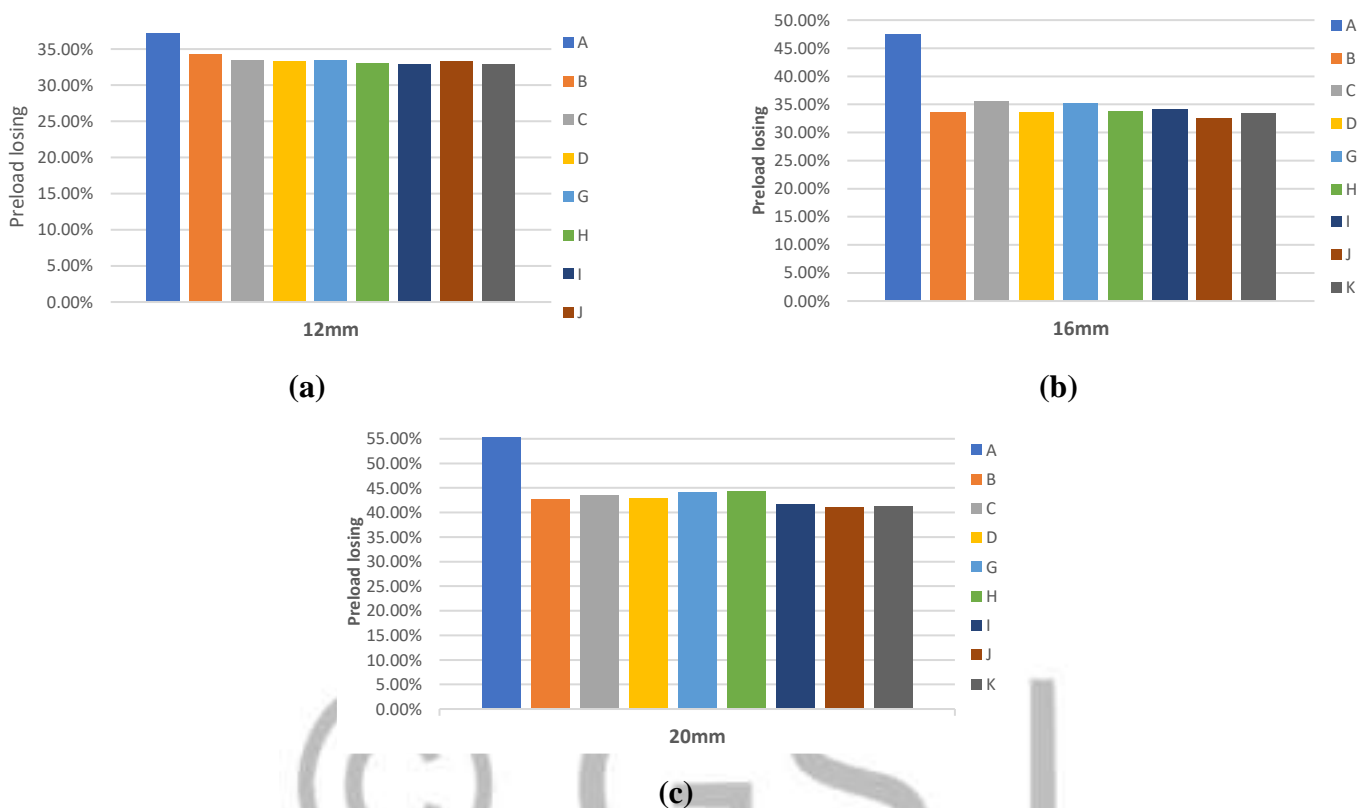 35.00%
30.00%
25.00%
20.00%
15.00%
10.00%
5.00%
0.00%
Preload losing
12mm
A
B
C
D
G
H
I
J
(a)
50.00%
45.00%
40.00%
35.00%
30.00%
25.00%
20.00%
15.00%
10.00%
5.00%
0.00%
Preload losing
16mm
A
B
C
D
G
H
I
J
K
(b)
55.00%
50.00%
45.00%
40.00%
35.00%
30.00%
25.00%
20.00%
15.00%
10.00%
5.00%
0.00%
Preload losing
20mm
A
B
C
D
G
H
I
J
K
(c)